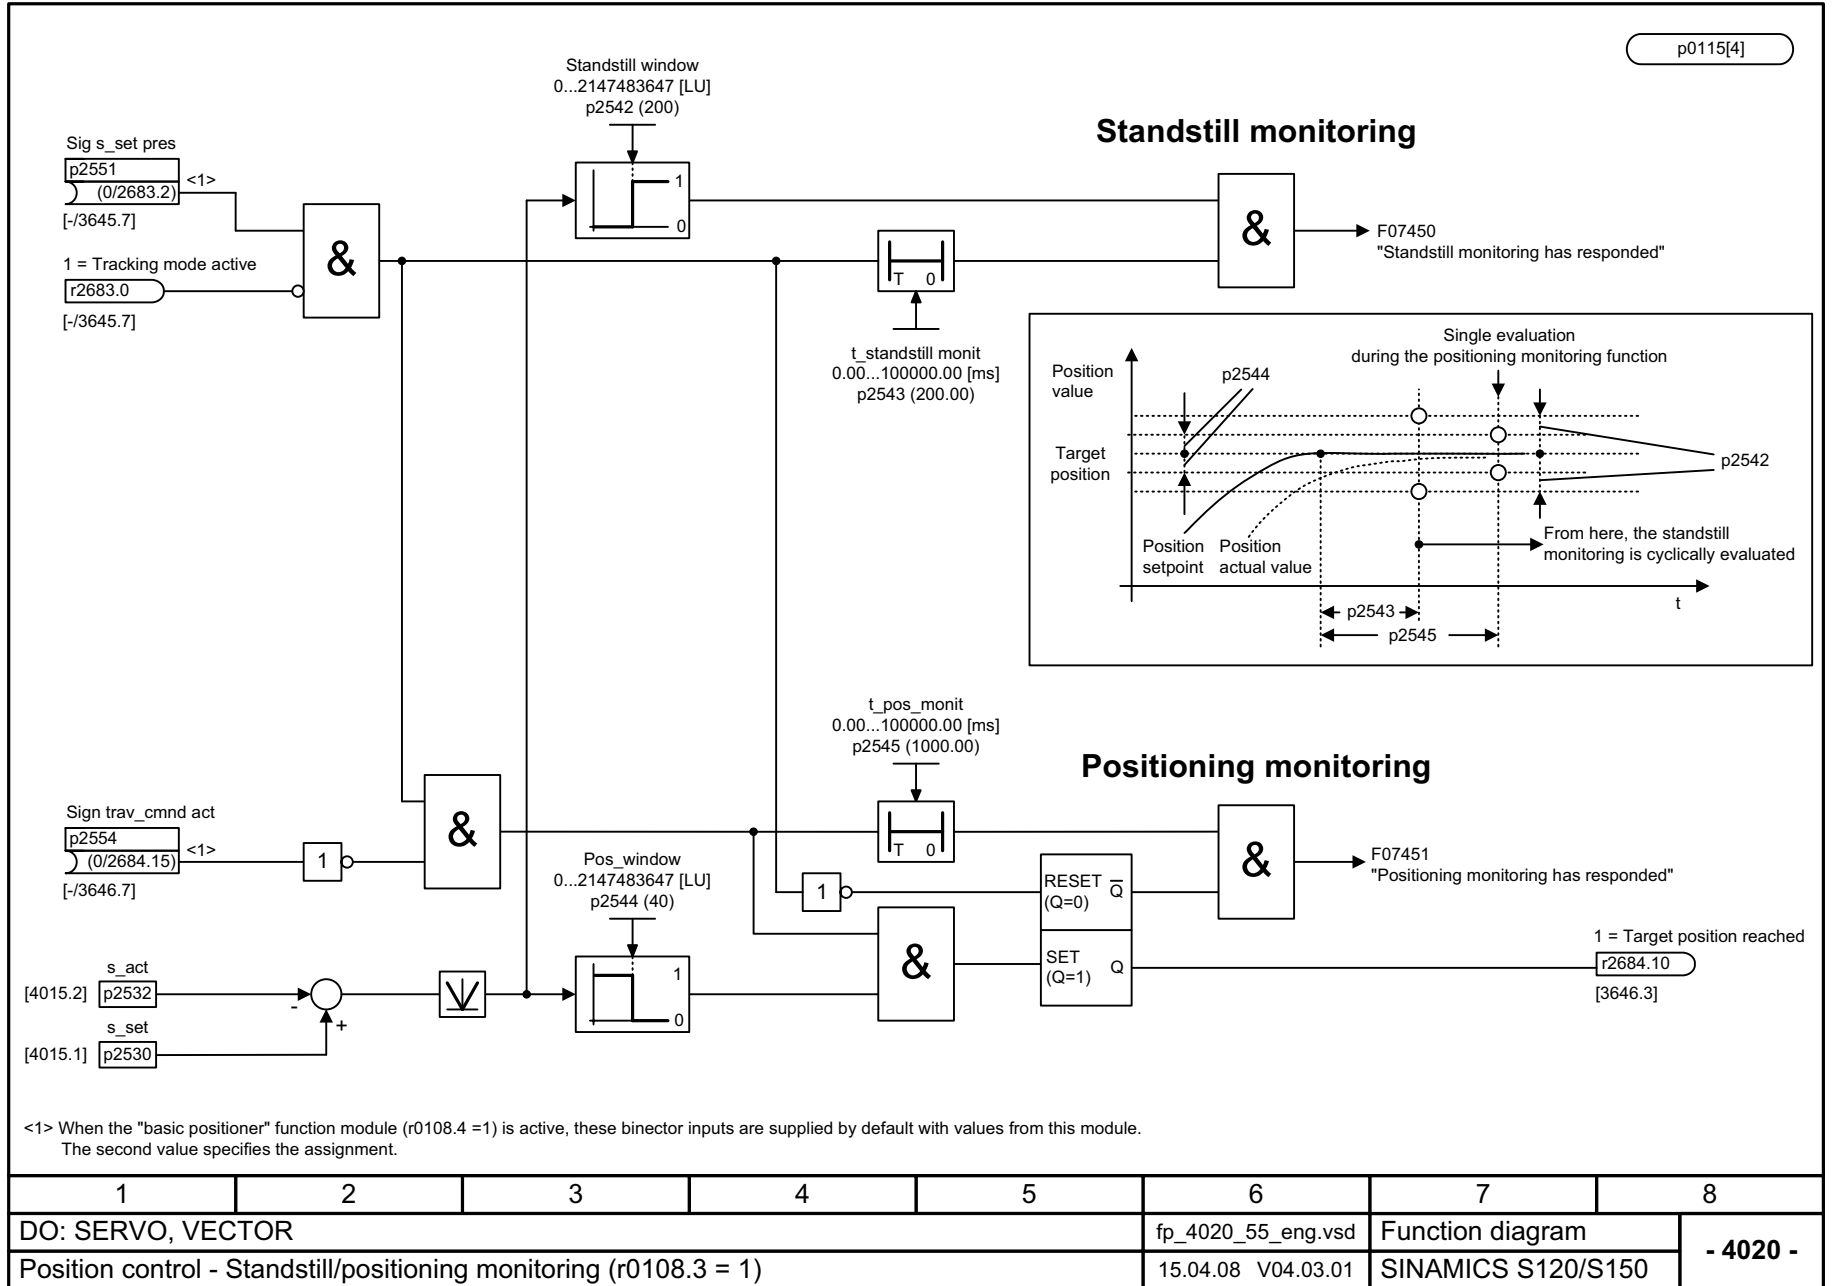 p0115[4]
Standstill window
0...2147483647 [LU]
p2542 (200)
Standstill monitoring
Sig s_set pres
p2551
(0/2683.2)
<1>
[-/3645.7]
1 = Tracking mode active
r2683.0
[-/3645.7]
&
1
0
T 0
t_standstill monit
0.00...100000.00 [ms]
p2543 (200.00)
&
F07450
"Standstill monitoring has responded"
Single evaluation
during the positioning monitoring function
Position
value
p2544
Target
position
p2542
Position
setpoint
Position
actual value
From here, the standstill
monitoring is cyclically evaluated
t
p2543
p2545
t_pos_monit
0.00...100000.00 [ms]
p2545 (1000.00)
Positioning monitoring
Sign trav_cmnd act
p2554
(0/2684.15)
<1>
[-/3646.7]
1
&
T 0
Pos_window
0...2147483647 [LU]
p2544 (40)
1
0
1
&
RESET Q
(Q=0)
SET Q
(Q=1)
&
F07451
"Positioning monitoring has responded"
1 = Target position reached
r2684.10
[3646.3]
s_act
[4015.2] p2532
-
+
s_set
[4015.1] p2530
<1> When the "basic positioner" function module (r0108.4 =1) is active, these binector inputs are supplied by default with values from this module.
The second value specifies the assignment.
1 2 3 4 5 6 7 8
DO: SERVO, VECTOR
fp_4020_55_eng.vsd
Function diagram
- 4020 -
Position control - Standstill/positioning monitoring (r0108.3 = 1)
15.04.08 V04.03.01
SINAMICS S120/S150